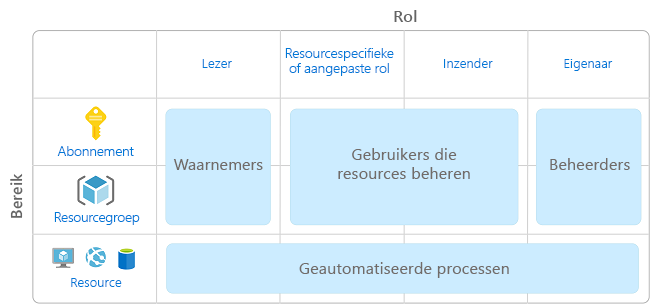 Rol
Lezer
Resourcespecifieke
of aangepaste rol
Inzender
Eigenaar
Bereik
Abonnement
Resourcegroep
Resource
Waarnemers
Gebruikers die
resources beheren
Beheerders
Geautomatiseerde processen